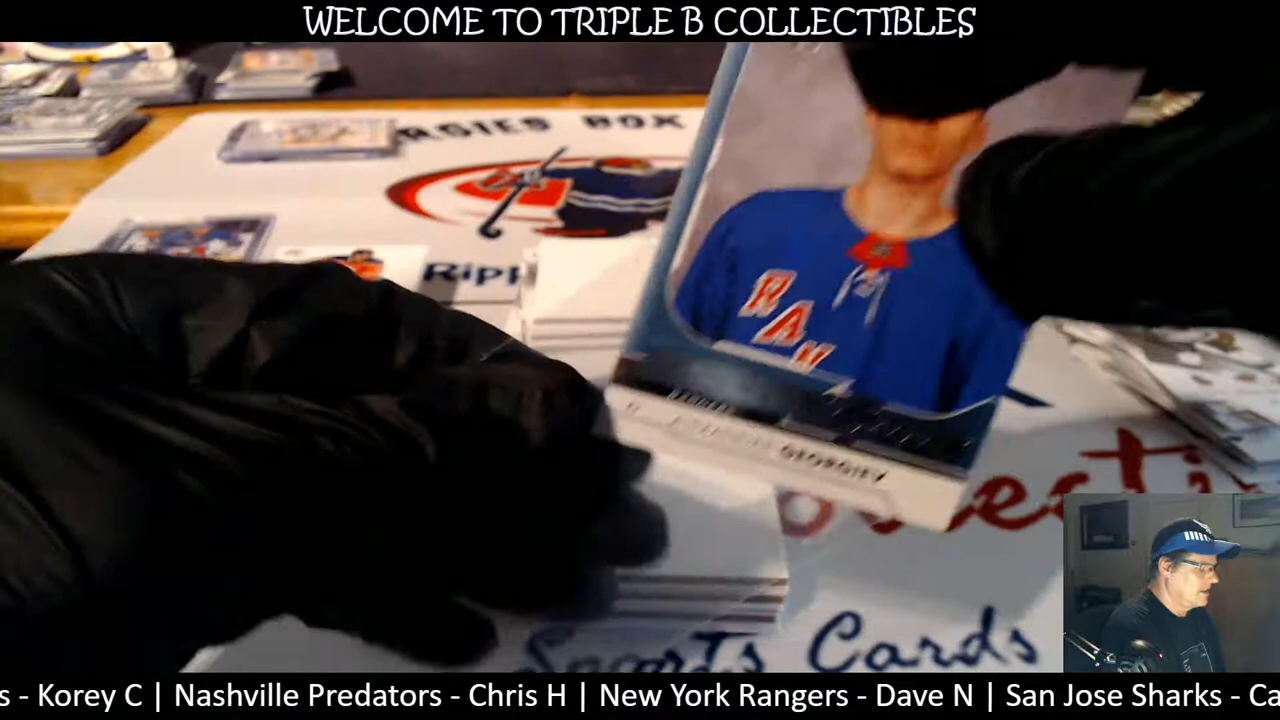 WELCOME TO TRIPLE B COLLECTIBLES
BOX
RAN
GEORGIEV
Sports Cards
s - Korey C | Nashville Predators - Chris H | New York Rangers - Dave N | San Jose Sharks - Ca